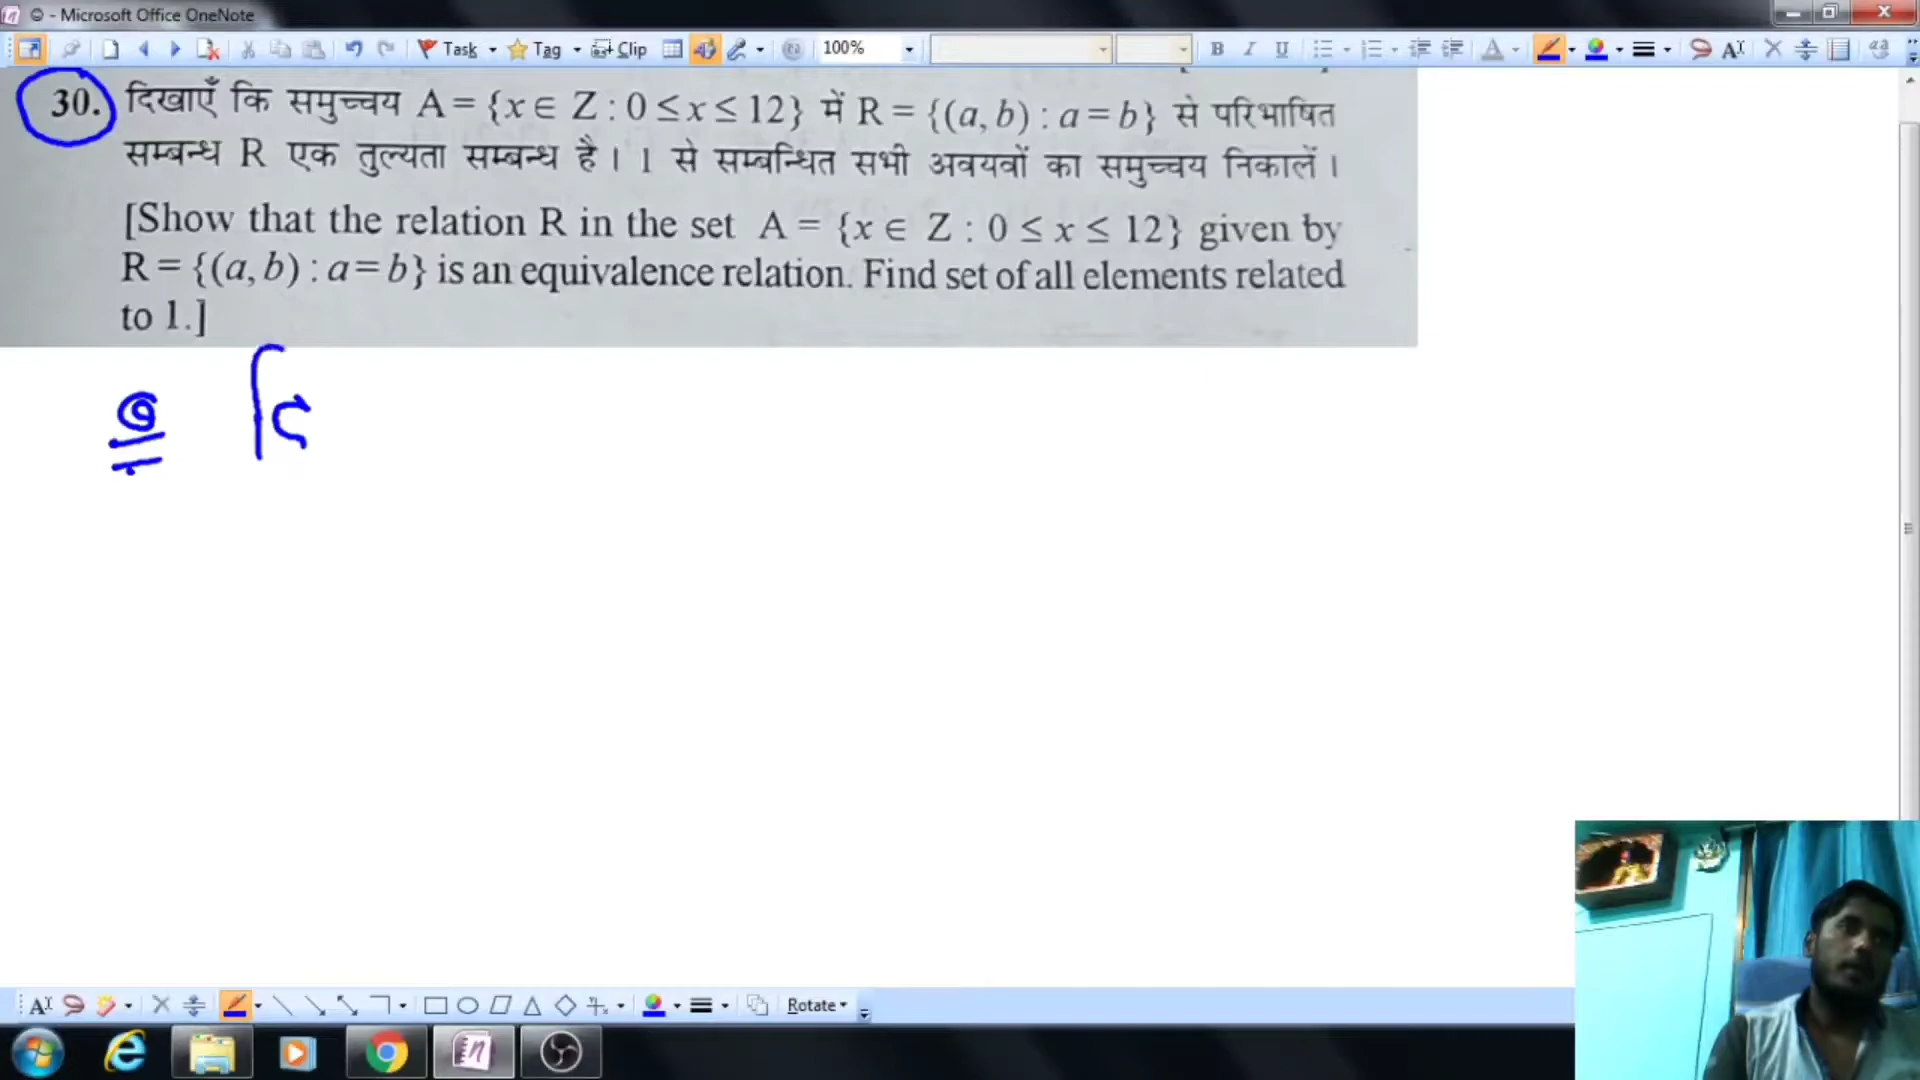 © - Microsoft Office OneNote
Task Tag Clip 100% B I U A
30. दिखाएँ कि समुच्चय A = {x ∈ Z : 0 ≤ x ≤ 12} में R = {(a, b) : a = b} से परिभाषित
सम्बन्ध R एक तुल्यता सम्बन्ध है। 1 से सम्बन्धित सभी अवयवों का समुच्चय निकालें।
[Show that the relation R in the set A = {x ∈ Z : 0 ≤ x ≤ 12} given by
R = {(a, b) : a = b} is an equivalence relation. Find set of all elements related
to 1.]
Rotate